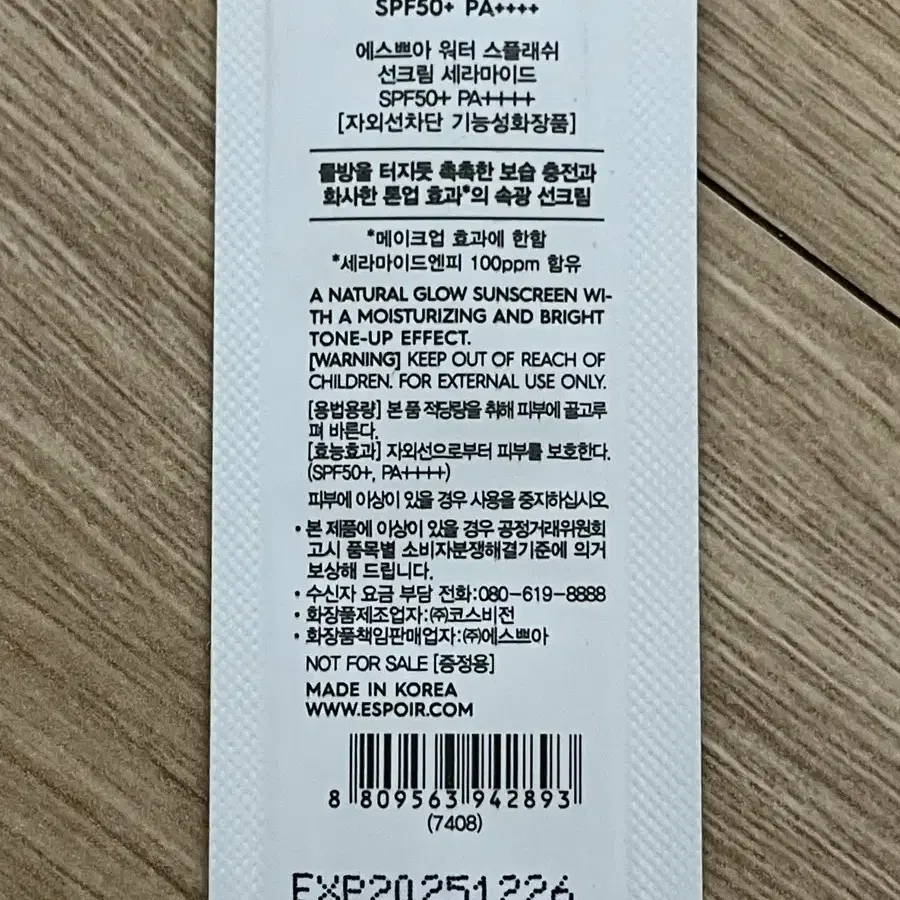 SPF50+ PA++++
에스쁘아 워터 스플래쉬
선크림 세라마이드
SPF50+ PA++++
[자외선차단 기능성화장품]
물방울 터지듯 촉촉한 보습 충전과
화사한 톤업 효과*의 속광 선크림
*메이크업 효과에 한함
*세라마이드엔피 100ppm 함유
A NATURAL GLOW SUNSCREEN WI-
TH A MOISTURIZING AND BRIGHT
TONE-UP EFFECT.
[WARNING] KEEP OUT OF REACH OF
CHILDREN. FOR EXTERNAL USE ONLY.
[용법용량] 본 품 적당량을 취해 피부에 골고루
펴 바른다.
[효능효과] 자외선으로부터 피부를 보호한다.
(SPF50+, PA++++)
피부에 이상이 있을 경우 사용을 중지하십시오.
• 본 제품에 이상이 있을 경우 공정거래위원회
고시 품목별 소비자분쟁해결기준에 의거
보상해 드립니다.
• 수신자 요금 부담 전화:080-619-8888
• 화장품제조업자:㈜코스비전
• 화장품책임판매업자:㈜에스쁘아
NOT FOR SALE [증정용]
MADE IN KOREA
WWW.ESPOIR.COM
8 809563 942893
(7408)
EXP20251226